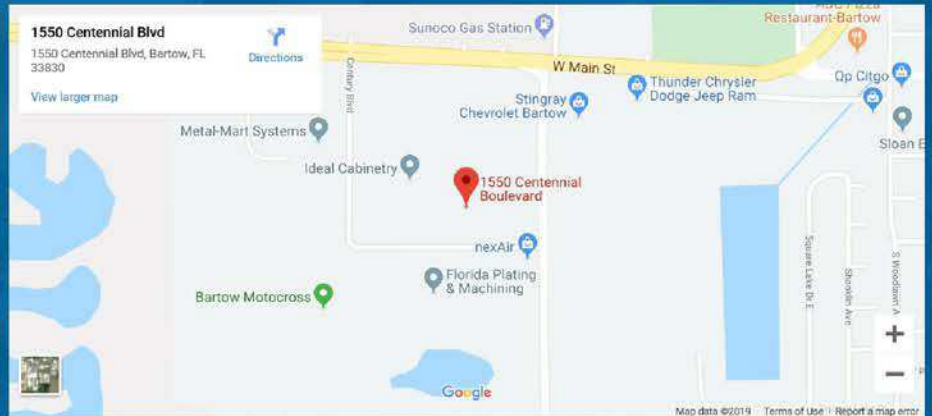 1550 Centennial Blvd
1550 Centennial Blvd, Bartow, FL
33830
Directions
View larger map
Sunoco Gas Station
Restaurant-Bartow
W Main St
Century Blvd
Thunder Chrysler
Dodge Jeep Ram
Qp Citgo
Stingray
Chevrolet Bartow
Metal-Mart Systems
Sloan E
Ideal Cabinetry
1550 Centennial
Boulevard
nexAir
Florida Plating
& Machining
Bartow Motocross
Square Lake Dr E
Shanklin Ave
S Woodlawn A
+
−
Google
Map data ©2019
Terms of Use
Report a map error